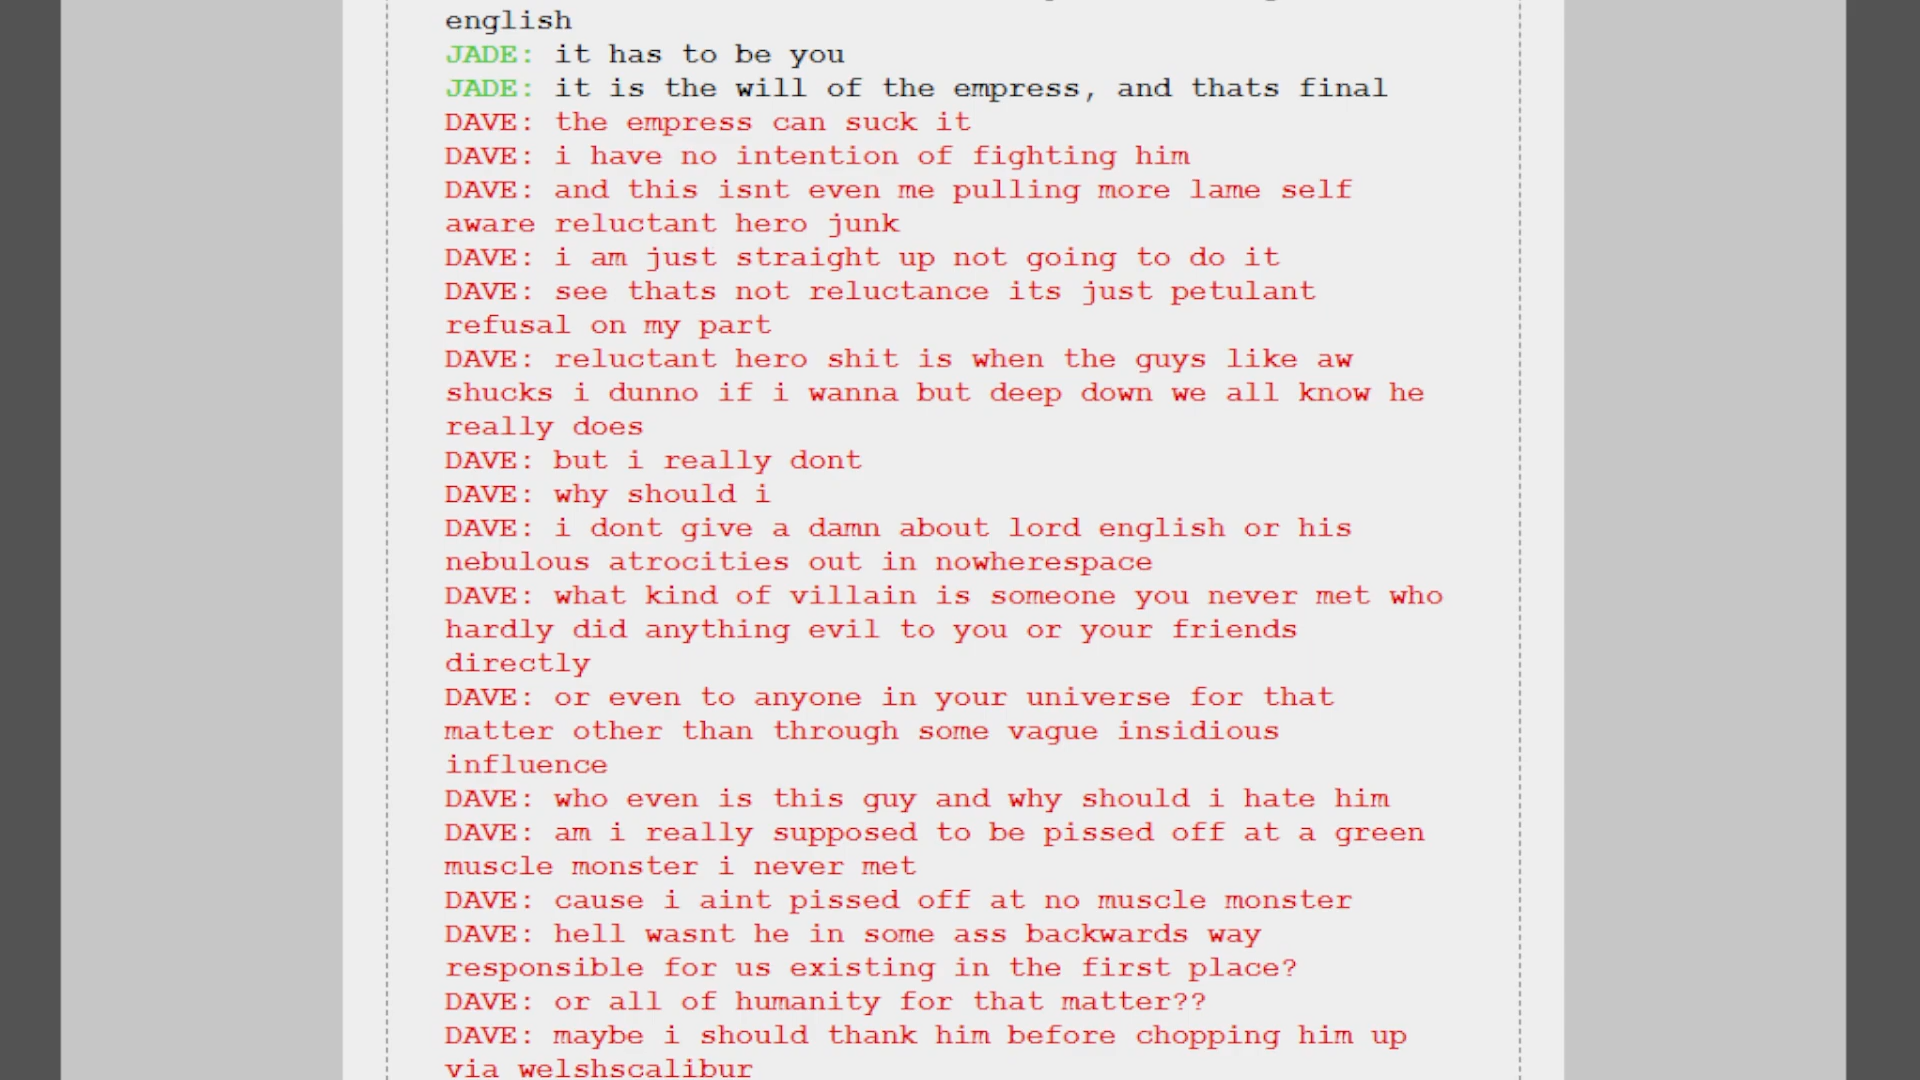 english
JADE: it has to be you
JADE: it is the will of the empress, and thats final
DAVE: the empress can suck it
DAVE: i have no intention of fighting him
DAVE: and this isnt even me pulling more lame self
aware reluctant hero junk
DAVE: i am just straight up not going to do it
DAVE: see thats not reluctance its just petulant
refusal on my part
DAVE: reluctant hero shit is when the guys like aw
shucks i dunno if i wanna but deep down we all know he
really does
DAVE: but i really dont
DAVE: why should i
DAVE: i dont give a damn about lord english or his
nebulous atrocities out in nowherespace
DAVE: what kind of villain is someone you never met who
hardly did anything evil to you or your friends
directly
DAVE: or even to anyone in your universe for that
matter other than through some vague insidious
influence
DAVE: who even is this guy and why should i hate him
DAVE: am i really supposed to be pissed off at a green
muscle monster i never met
DAVE: cause i aint pissed off at no muscle monster
DAVE: hell wasnt he in some ass backwards way
responsible for us existing in the first place?
DAVE: or all of humanity for that matter??
DAVE: maybe i should thank him before chopping him up
via welshscalibur